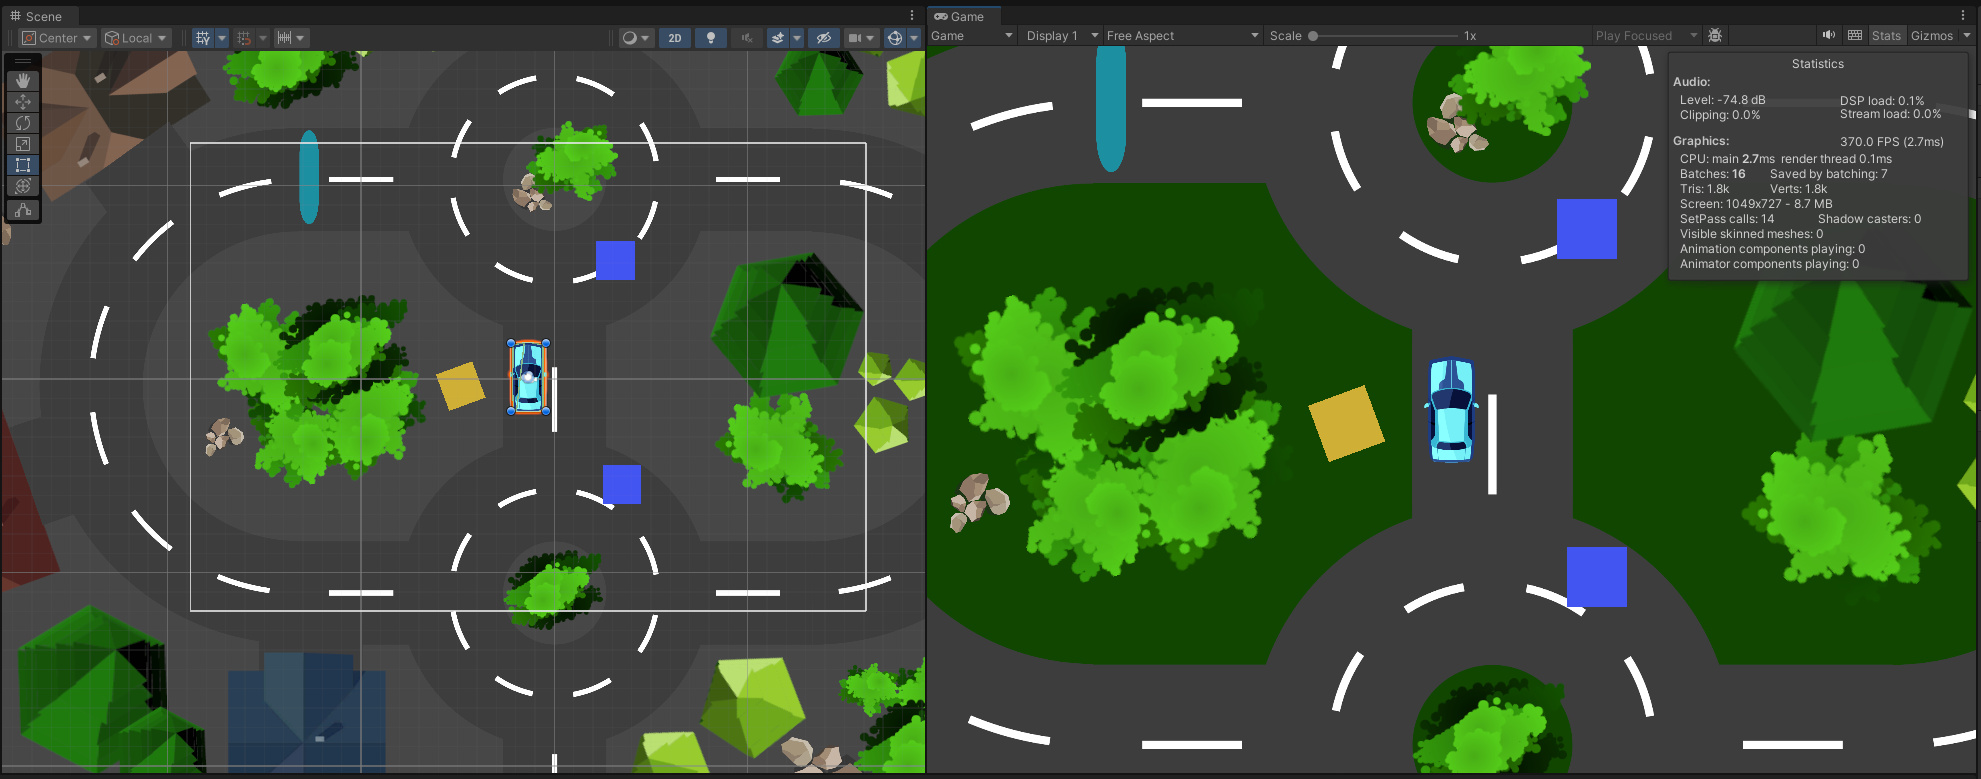 Scene
Center
Local
2D
Game
Game
Display 1
Free Aspect
Scale
1x
Play Focused
Stats
Gizmos
Statistics
Audio:
Level: -74.8 dB
DSP load: 0.1%
Clipping: 0.0%
Stream load: 0.0%
Graphics:
370.0 FPS (2.7ms)
CPU: main 2.7ms render thread 0.1ms
Batches: 16
Saved by batching: 7
Tris: 1.8k
Verts: 1.8k
Screen: 1049x727 - 8.7 MB
SetPass calls: 14
Shadow casters: 0
Visible skinned meshes: 0
Animation components playing: 0
Animator components playing: 0